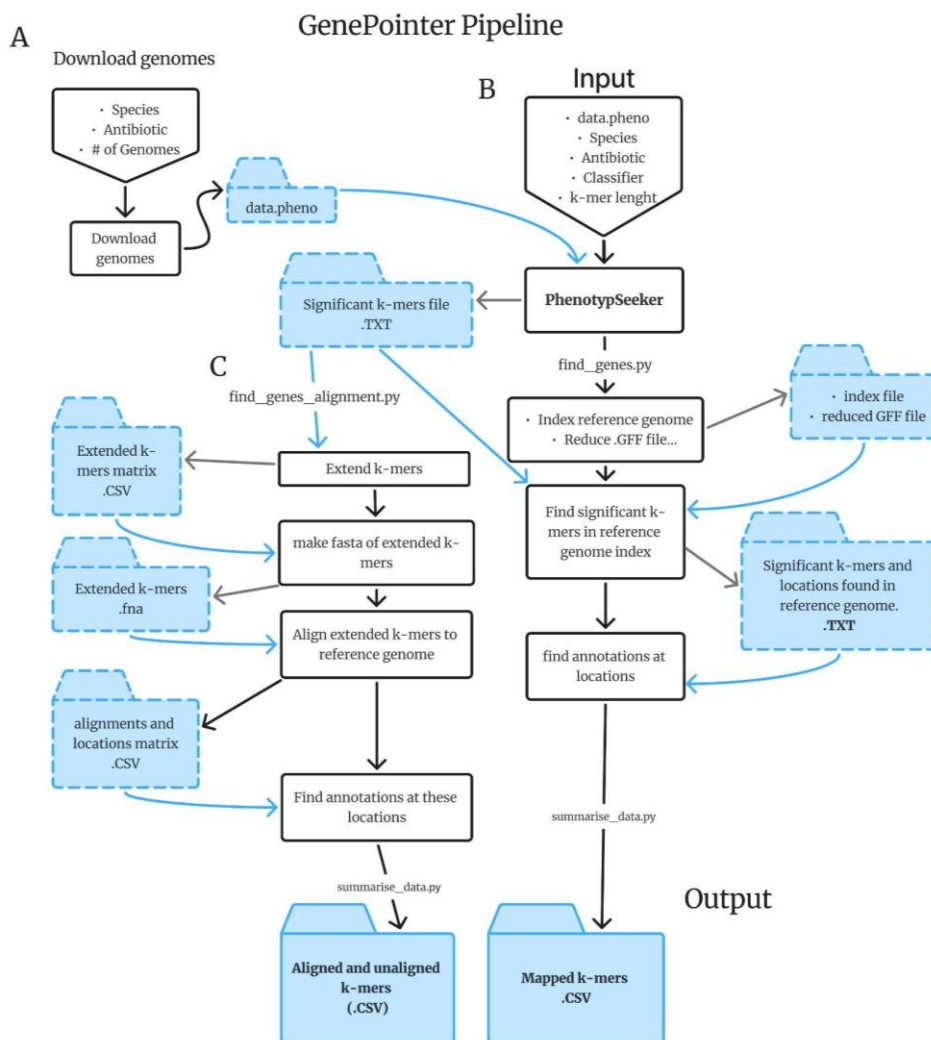 GenePointer Pipeline
A
Download genomes
· Species
· Antibiotic
· # of Genomes
Download
genomes
data.pheno
B
Input
· data.pheno
· Species
· Antibiotic
· Classifier
· k-mer lenght
PhenotypSeeker
Significant k-mers file
.TXT
find_genes.py
C
find_genes_alignment.py
· Index reference genome
· Reduce .GFF file...
· index file
· reduced GFF file
Extended k-
mers matrix
.CSV
Extend k-mers
Find significant k-
mers in reference
genome index
make fasta of extended k-
mers
Extended k-mers
.fna
Significant k-mers and
locations found in
reference genome.
.TXT
Align extended k-mers to
reference genome
find annotations at
locations
alignments and
locations matrix
.CSV
Find annotations at these
locations
summarise_data.py
summarise_data.py
Output
Aligned and unaligned
k-mers
(.CSV)
Mapped k-mers
.CSV